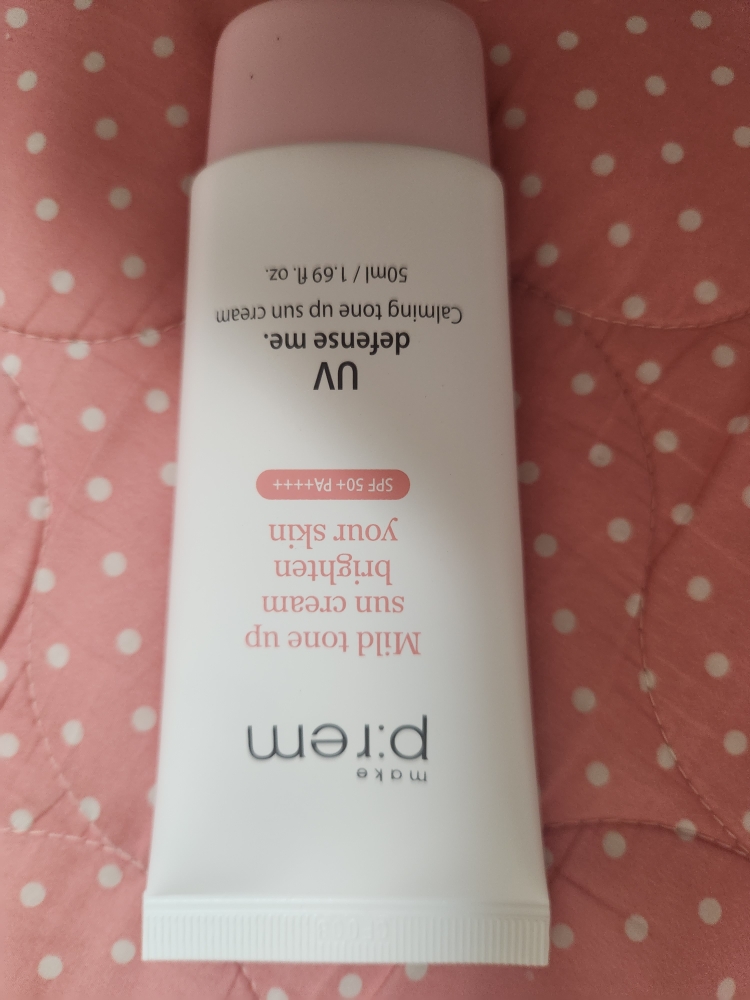 make
p:rem
Mild tone up
sun cream
brighten
your skin
SPF 50+ PA++++
UV
defense me.
Calming tone up sun cream
50ml / 1.69 fl. oz.